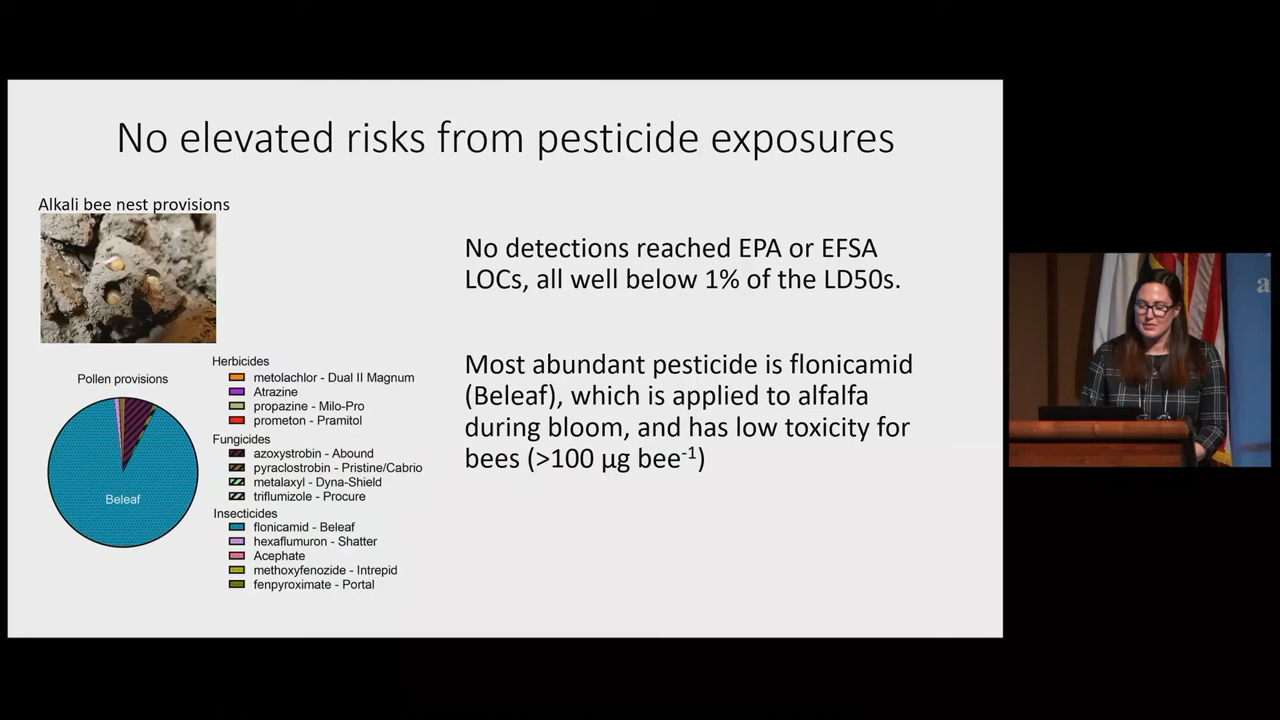 No elevated risks from pesticide exposures
Alkali bee nest provisions
No detections reached EPA or EFSA
LOCs, all well below 1% of the LD50s.
Most abundant pesticide is flonicamid
(Beleaf), which is applied to alfalfa
during bloom, and has low toxicity for
bees (>100 µg bee⁻¹)
Pollen provisions
Beleaf
Herbicides
metolachlor - Dual II Magnum
Atrazine
propazine - Milo-Pro
prometon - Pramitol
Fungicides
azoxystrobin - Abound
pyraclostrobin - Pristine/Cabrio
metalaxyl - Dyna-Shield
triflumizole - Procure
Insecticides
flonicamid - Beleaf
hexaflumuron - Shatter
Acephate
methoxyfenozide - Intrepid
fenpyroximate - Portal
a